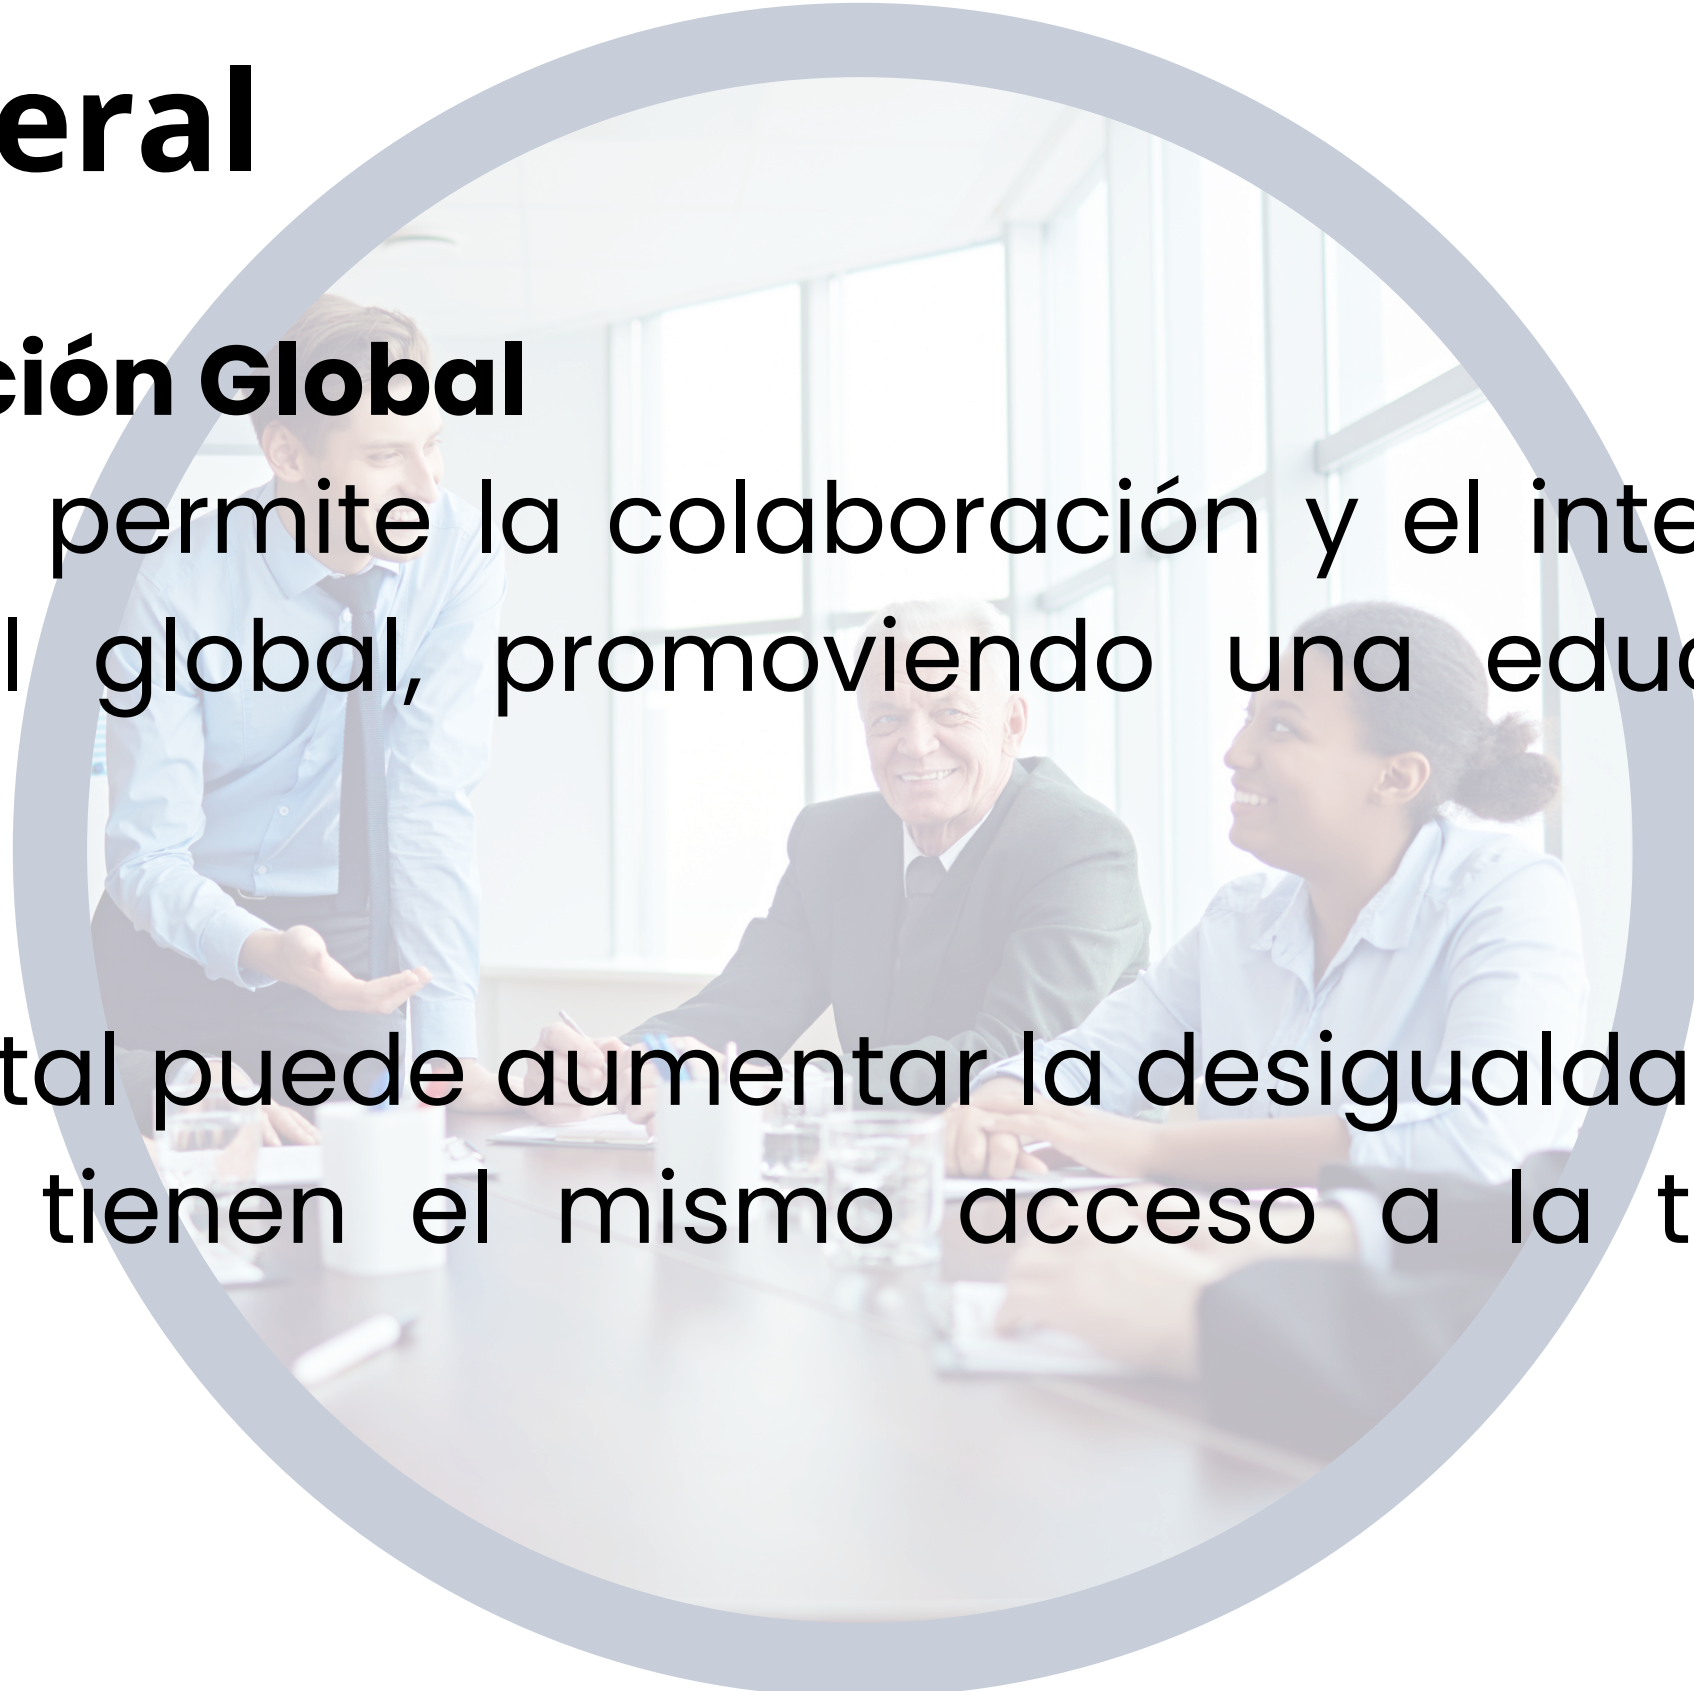 eral
ción Global
permite la colaboración y el inte
l global, promoviendo una educ
tal puede aumentar la desigualda
tienen el mismo acceso a la t